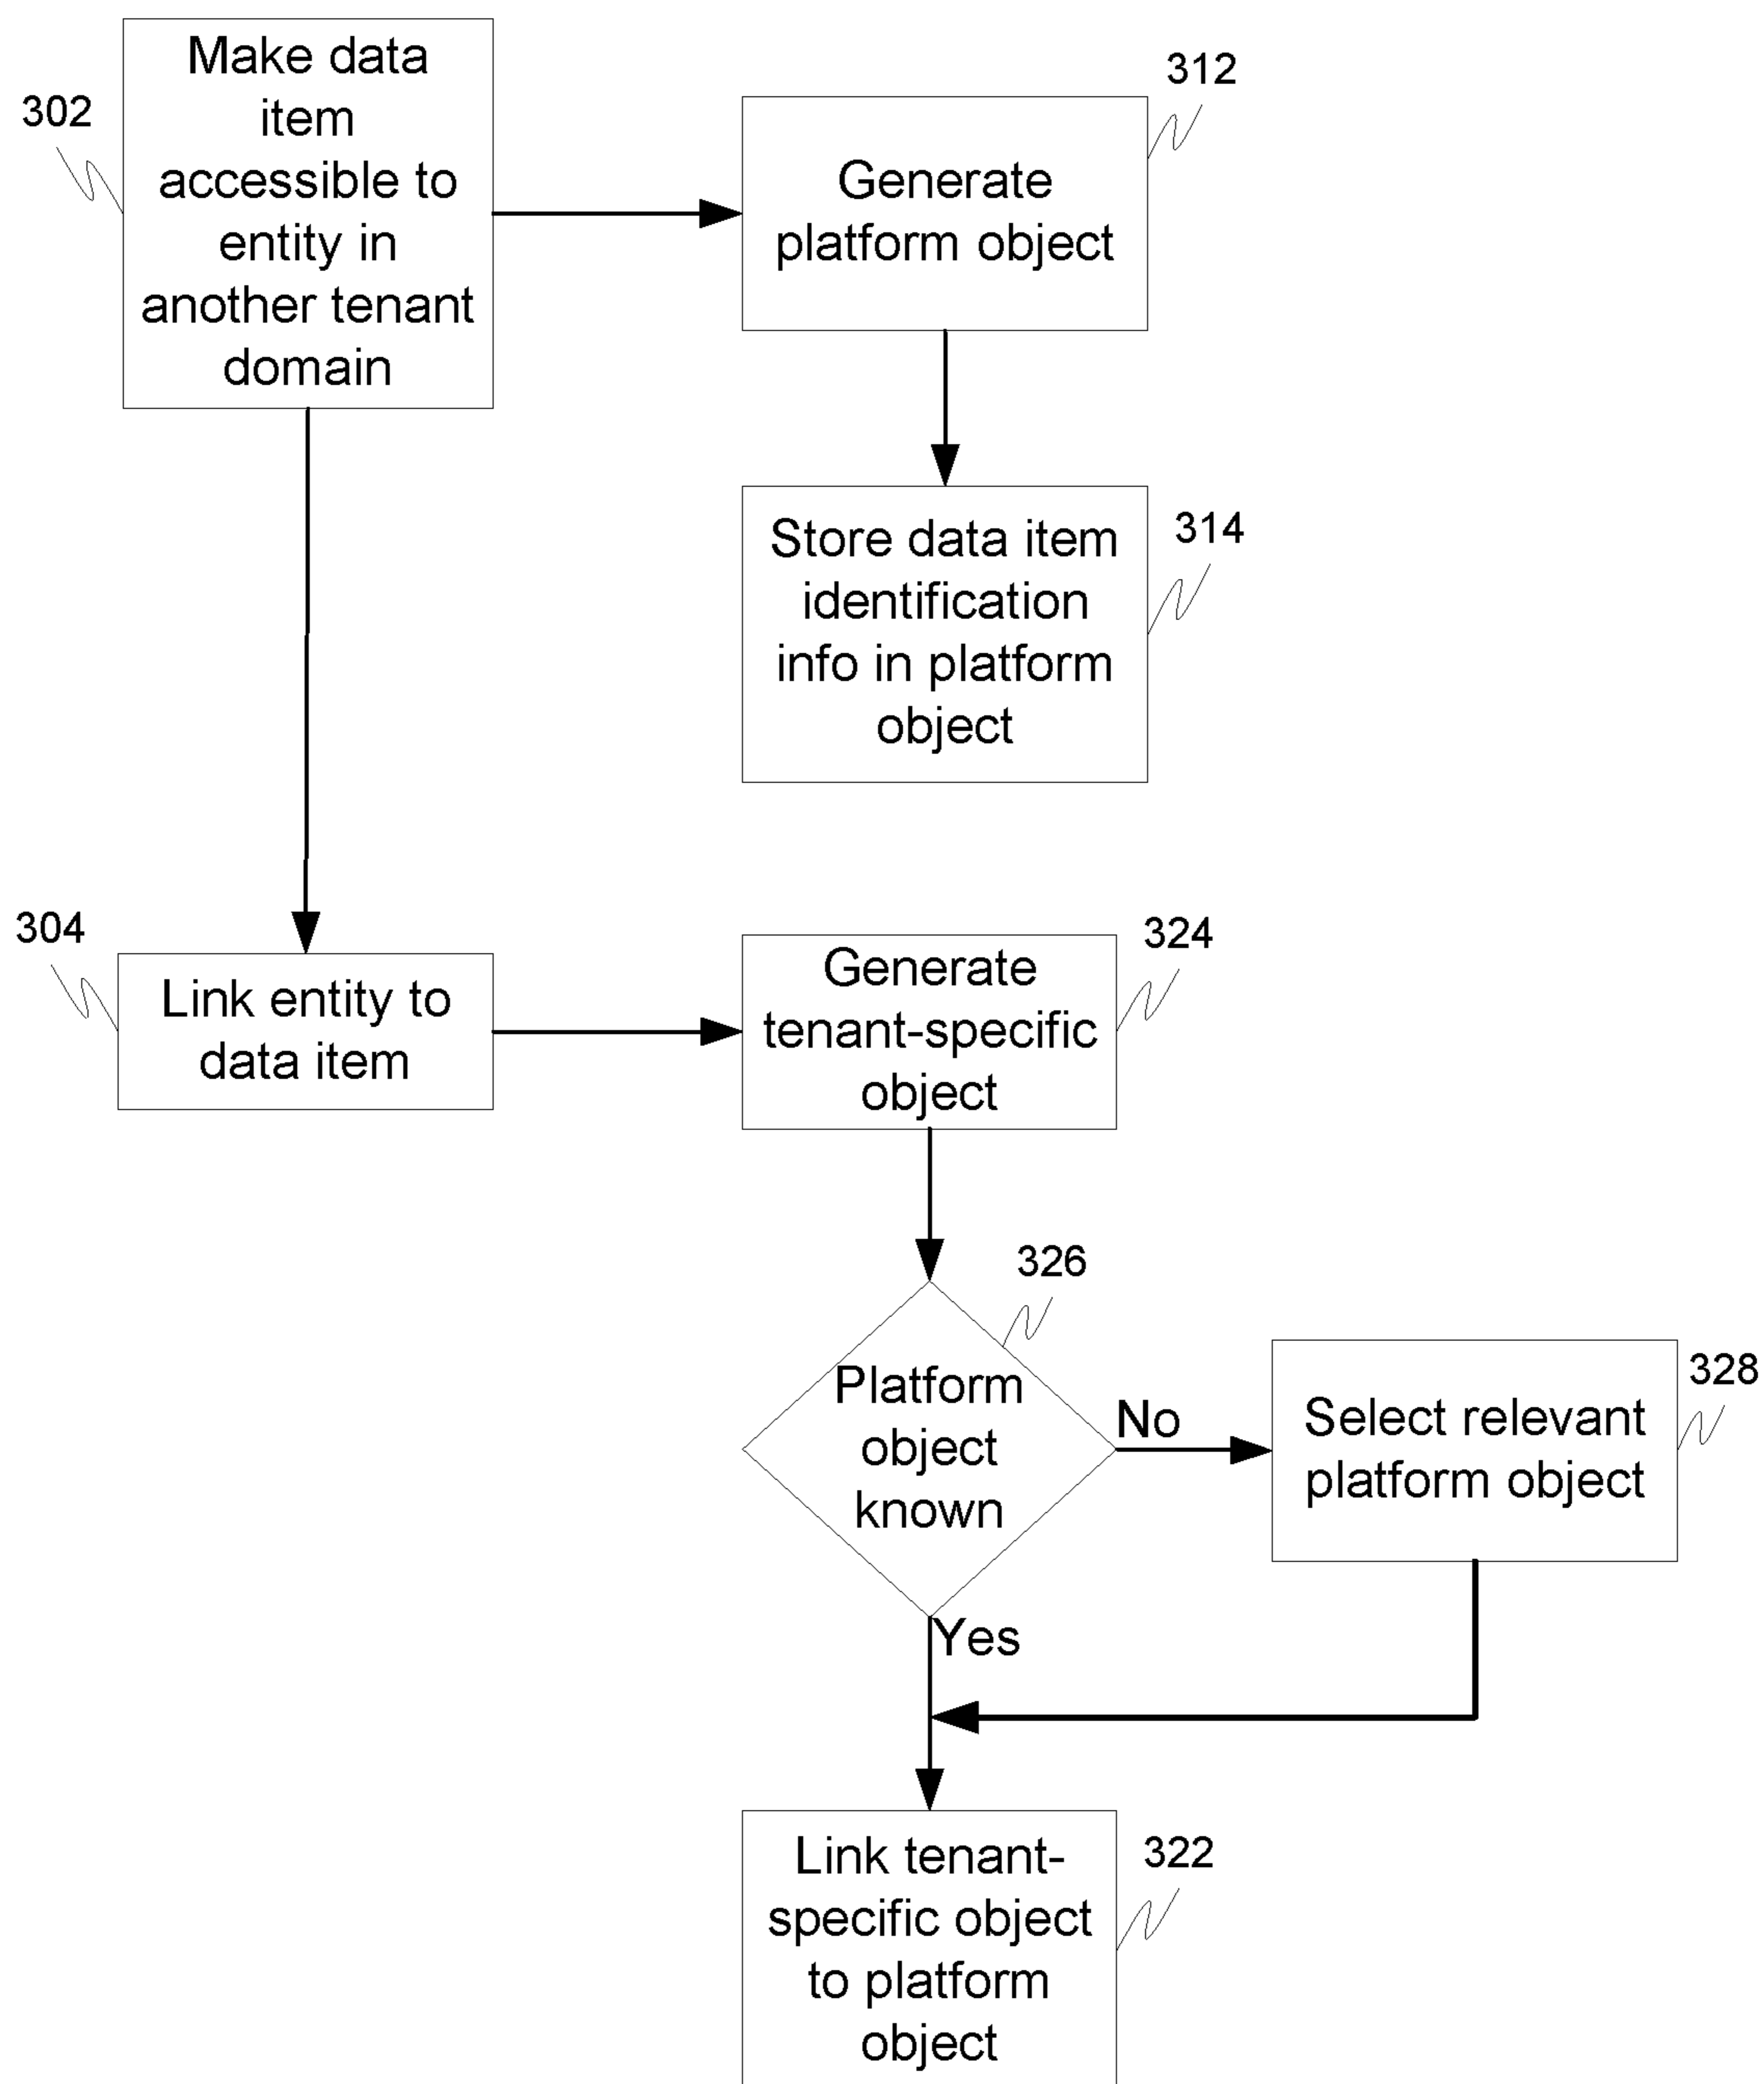 302
Make data
item
accessible to
entity in
another tenant
domain
312
Generate
platform object
314
Store data item
identification
info in platform
object
304
Link entity to
data item
324
Generate
tenant-specific
object
326
Platform
object
known
No
328
Select relevant
platform object
Yes
322
Link tenant-
specific object
to platform
object